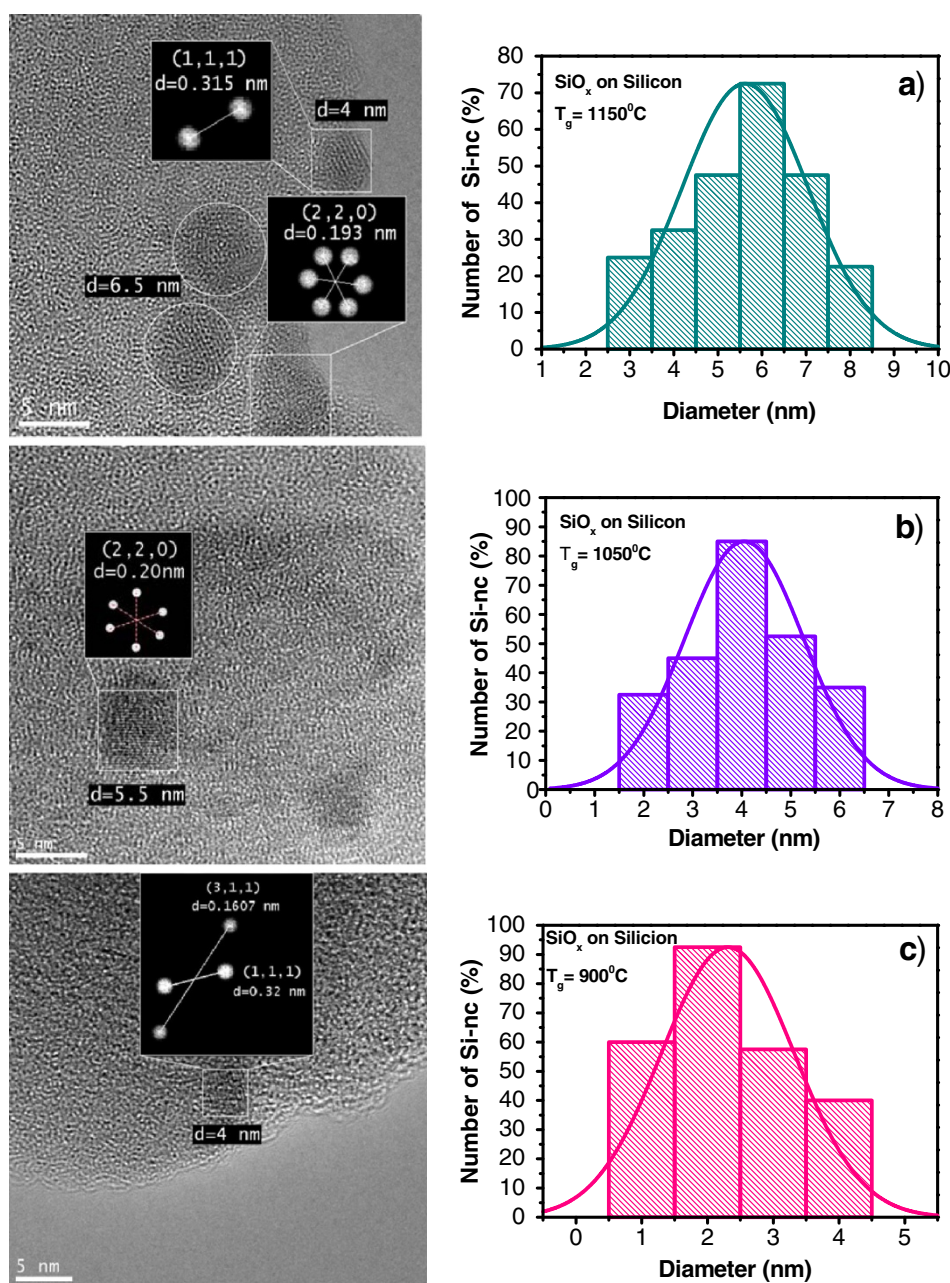 (1,1,1)
d=0.315 nm
d=4 nm
(2,2,0)
d=0.193 nm
d=6.5 nm
5 nm
a)
SiOₓ on Silicon
T_g= 1150⁰C
Number of Si-nc (%)
80
70
60
50
40
30
20
10
0
1 2 3 4 5 6 7 8 9 10
Diameter (nm)
(2,2,0)
d=0.20nm
d=5.5 nm
5 nm
b)
SiOₓ on Silicon
T_g= 1050⁰C
Number of Si-nc (%)
100
90
80
70
60
50
40
30
20
10
0
0 1 2 3 4 5 6 7 8
Diameter (nm)
(3,1,1)
d=0.1607 nm
(1,1,1)
d=0.32 nm
d=4 nm
5 nm
c)
SiOₓ on Silicion
T_g= 900⁰C
Number of Si-nc (%)
100
90
80
70
60
50
40
30
20
10
0
0 1 2 3 4 5
Diameter (nm)